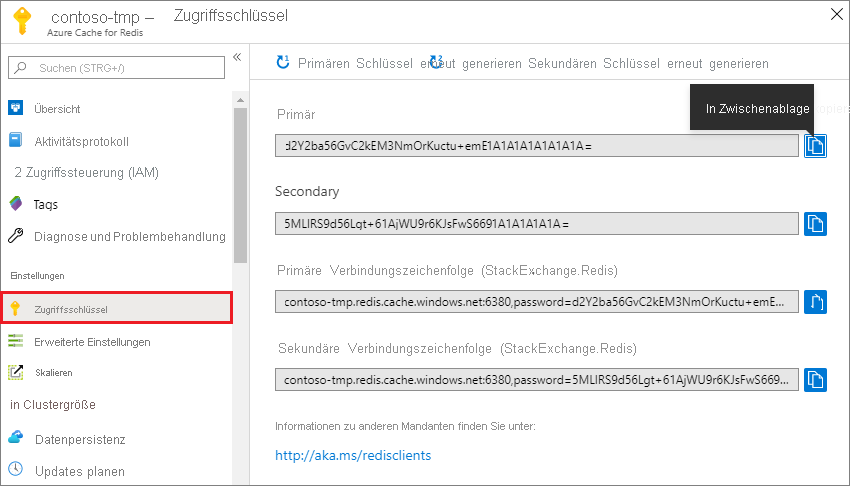 contoso-tmp – Zugriffsschlüssel
Azure Cache for Redis
Suchen (STRG+/)
Übersicht
Aktivitätsprotokoll
2 Zugriffssteuerung (IAM)
Taqs
Diagnose und Problembehandlung
Einstellungen
Zugriffsschlüssel
Erweiterte Einstellungen
Skalieren
in Clustergröße
Datenpersistenz
Updates planen
Primären Schlüssel erneut generieren Sekundären Schlüssel erneut generieren
In Zwischenablage kopieren
Primär
d2Y2ba56GvC2kEM3NmOrKuctu+emE1A1A1A1A1A1A1A=
Secondary
5MLIRS9d56Lqt+61AjWU9r6KJsFwS6691A1A1A1A1A=
Primäre Verbindungszeichenfolge (StackExchange.Redis)
contoso-tmp.redis.cache.windows.net:6380,password=d2Y2ba56GvC2kEM3NmOrKuctu+emE...
Sekundäre Verbindungszeichenfolge (StackExchange.Redis)
contoso-tmp.redis.cache.windows.net:6380,password=5MLIRS9d56Lgt+61AjWU9r6KJsFwS669...
Informationen zu anderen Mandanten finden Sie unter:
http://aka.ms/redisclients